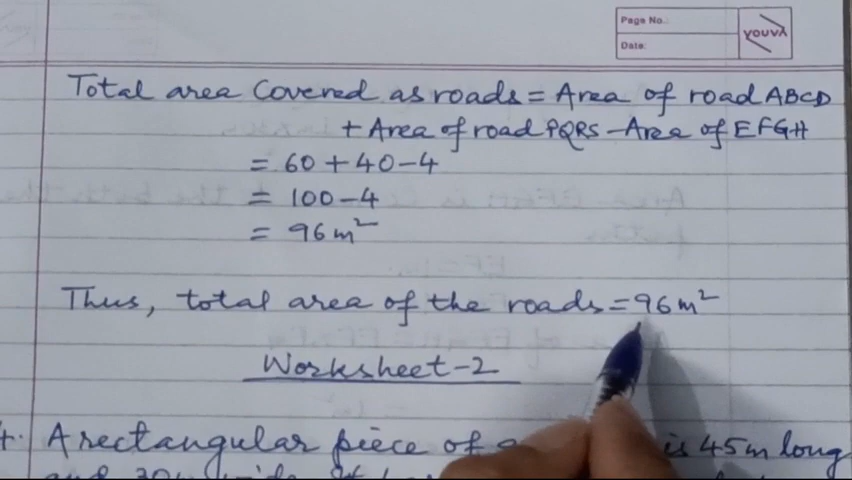 Page No.:
Date:
YOUVA
Total area Covered as roads = Area of road ABCD
+ Area of road PQRS - Area of EFGH
= 60 + 40 - 4
= 100 - 4
= 96 m²
Thus, total area of the roads = 96 m²
Worksheet-2
4. A rectangular piece of is 45m long
and